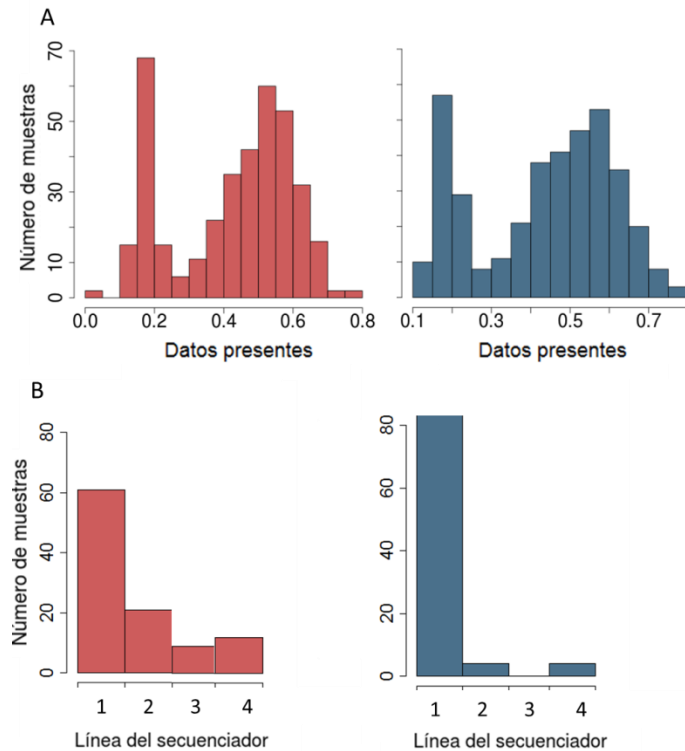 A
Número de muestras
70
50
30
10
0
0.0 0.2 0.4 0.6 0.8
Datos presentes
0.1 0.3 0.5 0.7
Datos presentes
B
Número de muestras
80
60
40
20
0
1 2 3 4
Línea del secuenciador
80
60
40
20
0
1 2 3 4
Línea del secuenciador